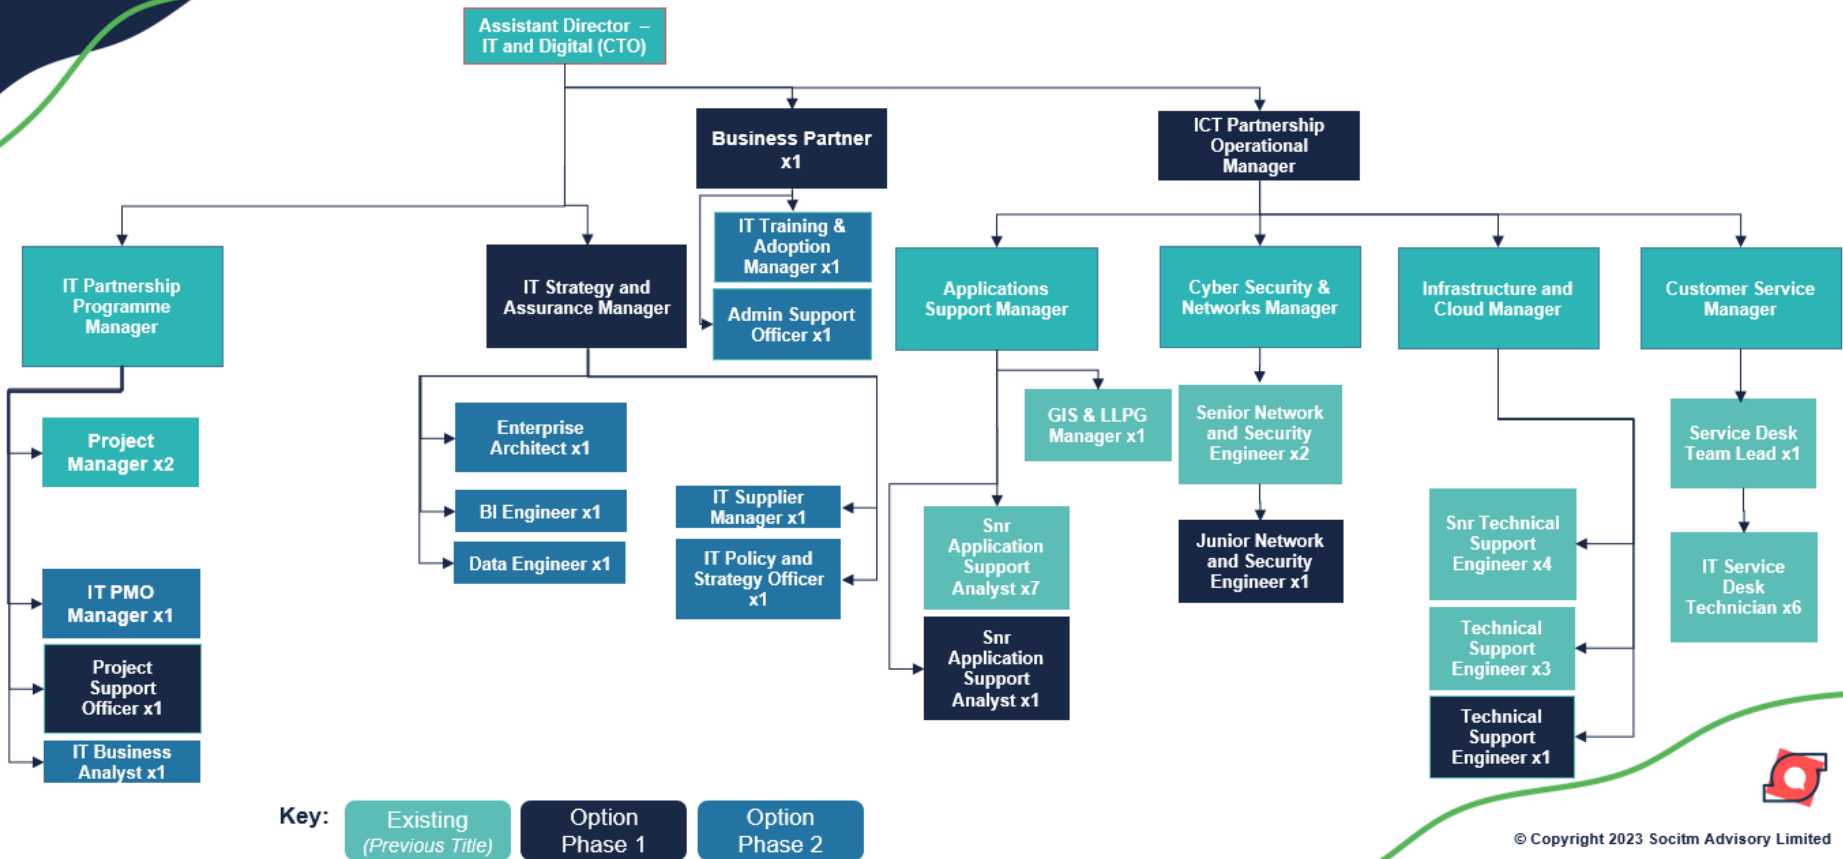 Assistant Director –
IT and Digital (CTO)
Business Partner
x1
ICT Partnership
Operational
Manager
IT Training &
Adoption
Manager x1
Admin Support
Officer x1
IT Partnership
Programme
Manager
IT Strategy and
Assurance Manager
Applications
Support Manager
Cyber Security &
Networks Manager
Infrastructure and
Cloud Manager
Customer Service
Manager
Project
Manager x2
IT PMO
Manager x1
Project
Support
Officer x1
IT Business
Analyst x1
Enterprise
Architect x1
BI Engineer x1
Data Engineer x1
IT Supplier
Manager x1
IT Policy and
Strategy Officer
x1
GIS & LLPG
Manager x1
Snr
Application
Support
Analyst x7
Snr
Application
Support
Analyst x1
Senior Network
and Security
Engineer x2
Junior Network
and Security
Engineer x1
Snr Technical
Support
Engineer x4
Technical
Support
Engineer x3
Technical
Support
Engineer x1
Service Desk
Team Lead x1
IT Service
Desk
Technician x6
Key:
Existing
(Previous Title)
Option
Phase 1
Option
Phase 2
© Copyright 2023 Socitm Advisory Limited